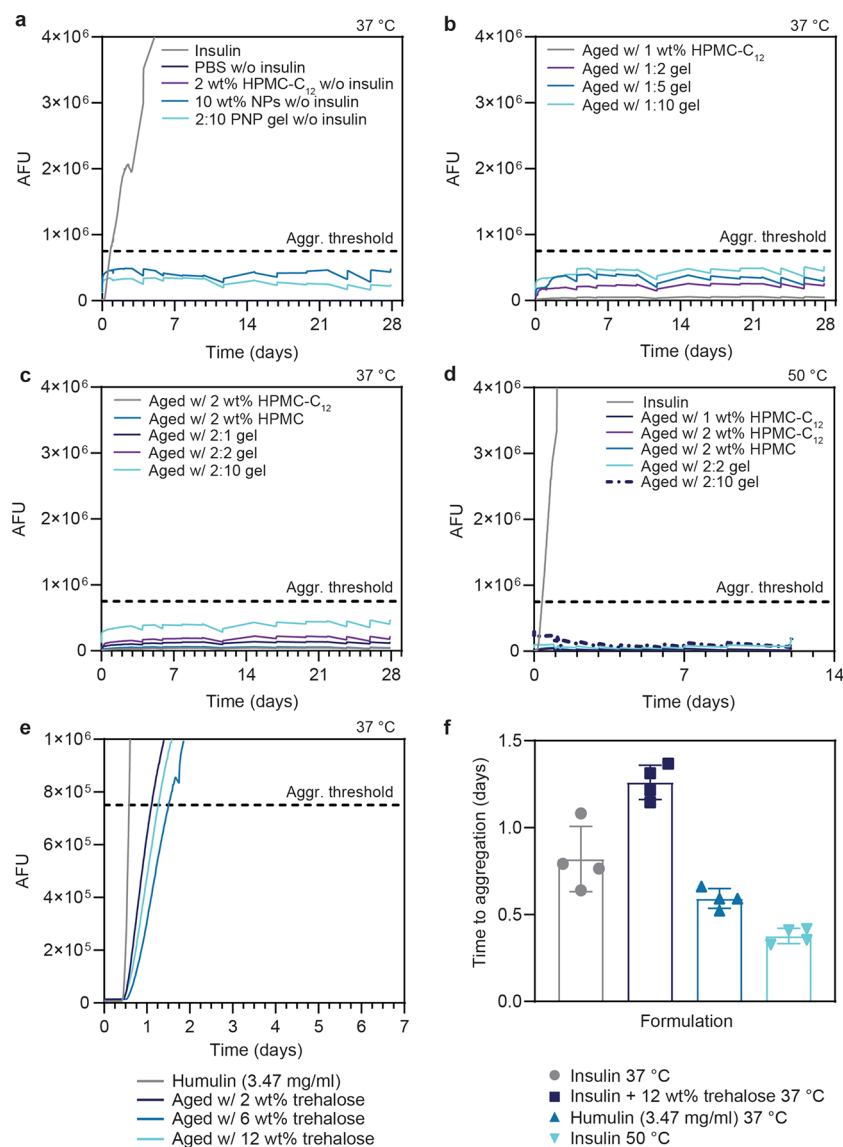 a
37 °C
4×10⁶
3×10⁶
2×10⁶
1×10⁶
0
AFU
Insulin
PBS w/o insulin
2 wt% HPMC-C₁₂ w/o insulin
10 wt% NPs w/o insulin
2:10 PNP gel w/o insulin
Aggr. threshold
0 7 14 21 28
Time (days)
b
37 °C
4×10⁶
3×10⁶
2×10⁶
1×10⁶
0
AFU
Aged w/ 1 wt% HPMC-C₁₂
Aged w/ 1:2 gel
Aged w/ 1:5 gel
Aged w/ 1:10 gel
Aggr. threshold
0 7 14 21 28
Time (days)
c
37 °C
4×10⁶
3×10⁶
2×10⁶
1×10⁶
0
AFU
Aged w/ 2 wt% HPMC-C₁₂
Aged w/ 2 wt% HPMC
Aged w/ 2:1 gel
Aged w/ 2:2 gel
Aged w/ 2:10 gel
Aggr. threshold
0 7 14 21 28
Time (days)
d
50 °C
4×10⁶
3×10⁶
2×10⁶
1×10⁶
0
AFU
Insulin
Aged w/ 1 wt% HPMC-C₁₂
Aged w/ 2 wt% HPMC-C₁₂
Aged w/ 2 wt% HPMC
Aged w/ 2:2 gel
Aged w/ 2:10 gel
Aggr. threshold
0 7 14
Time (days)
e
37 °C
1×10⁶
8×10⁵
6×10⁵
4×10⁵
2×10⁵
0
AFU
Aggr. threshold
0 1 2 3 4 5 6 7
Time (days)
Humulin (3.47 mg/ml)
Aged w/ 2 wt% trehalose
Aged w/ 6 wt% trehalose
Aged w/ 12 wt% trehalose
f
1.5
1.0
0.5
0.0
Time to aggregation (days)
Formulation
Insulin 37 °C
Insulin + 12 wt% trehalose 37 °C
Humulin (3.47 mg/ml) 37 °C
Insulin 50 °C